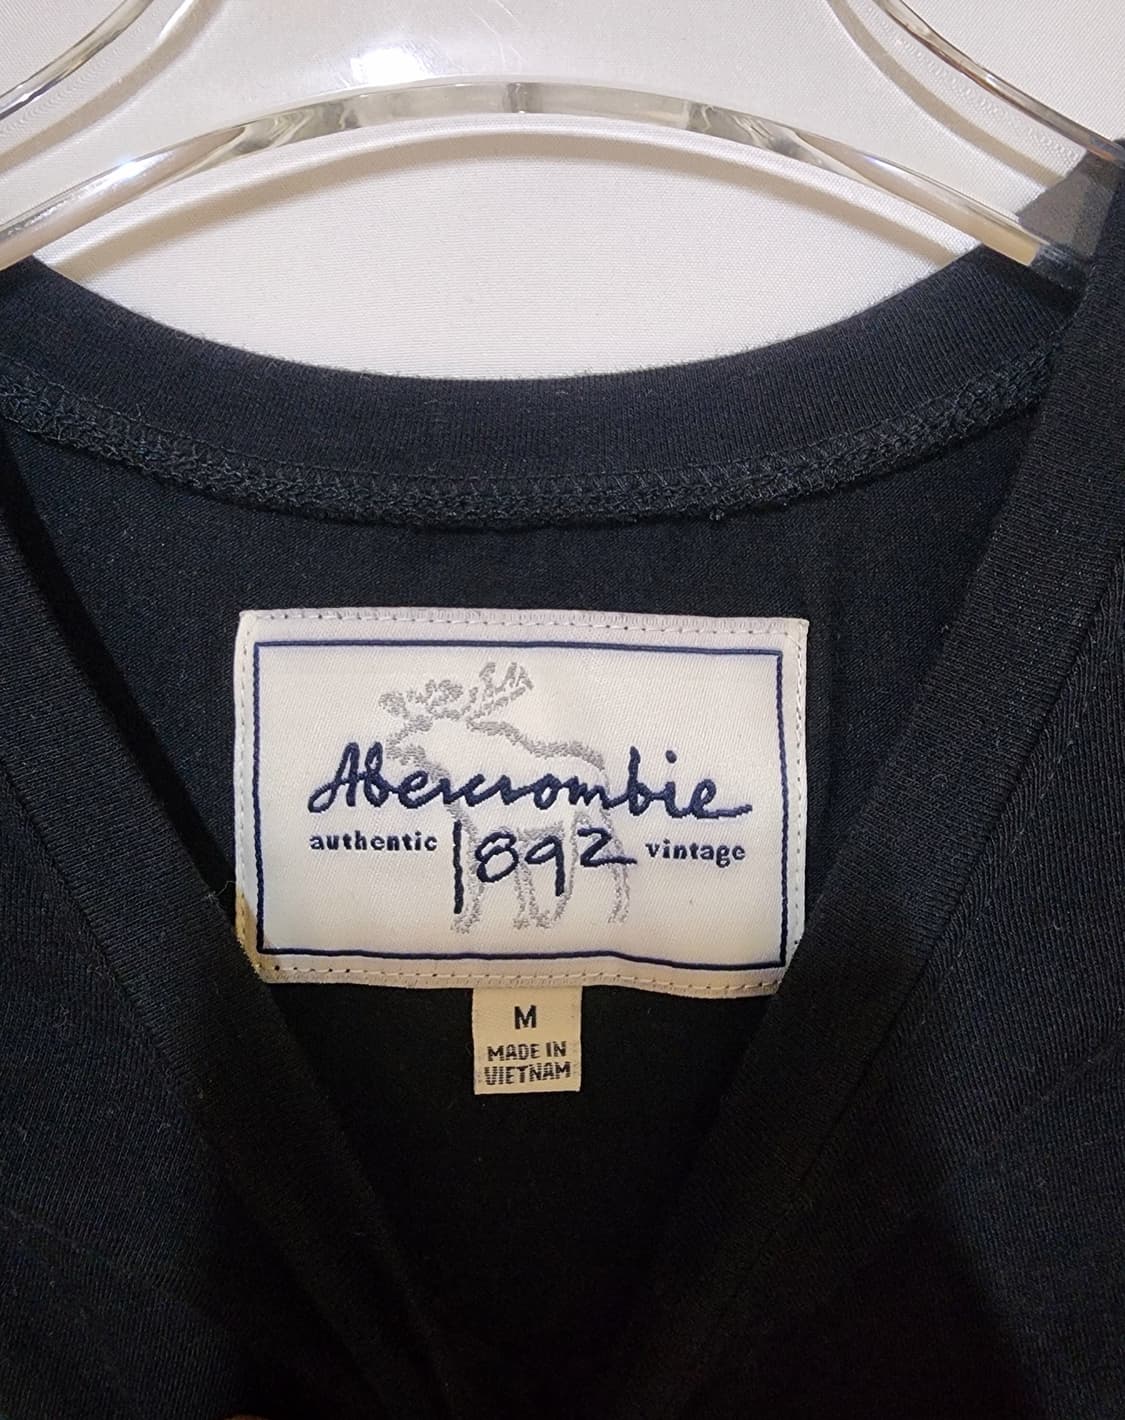 Abercrombie
authentic 1892 vintage
M
MADE IN
VIETNAM